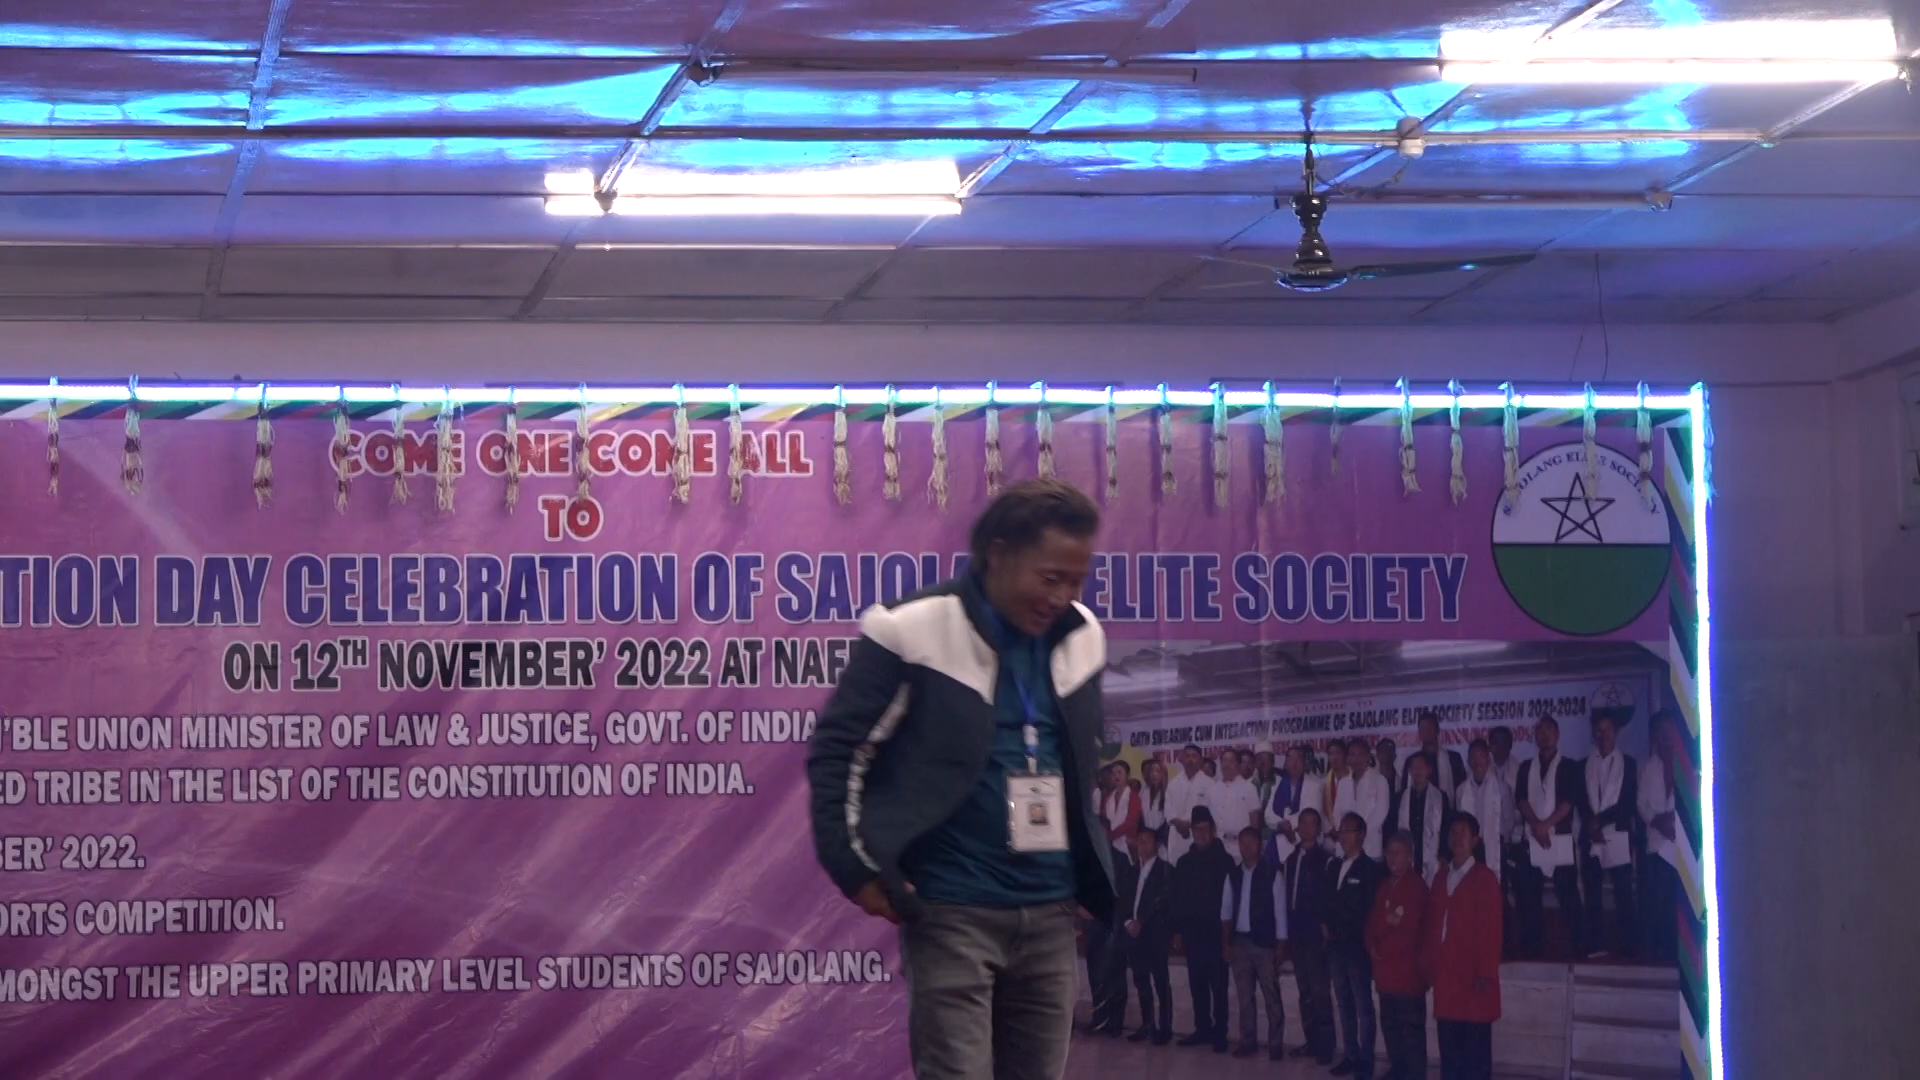 COME ONE COME ALL
TO
TION DAY CELEBRATION OF SAJOLA ELITE SOCIETY
ON 12TH NOVEMBER' 2022 AT NAF
'BLE UNION MINISTER OF LAW & JUSTICE, GOVT. OF INDIA
ED TRIBE IN THE LIST OF THE CONSTITUTION OF INDIA.
BER' 2022.
ORTS COMPETITION.
MONGST THE UPPER PRIMARY LEVEL STUDENTS OF SAJOLANG.
OLANG ELITE SOCIETY
WELCOME TO
OATH SWEARING CUM INTERACTION PROGRAMME OF SAJOLANG ELITE SOCIETY SESSION 2021-2024